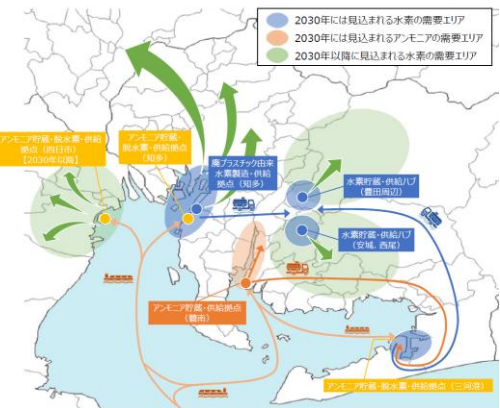 2030年には見込まれる水素の需要エリア
2030年には見込まれるアンモニアの需要エリア
2030年以降に見込まれる水素の需要エリア
アンモニア貯蔵・脱水素・供給
拠点（四日市）
【2030年以降】
アンモニア貯蔵・
脱水素・供給拠点
（知多）
廃プラスチック由来
水素製造・供給
拠点（知多）
水素貯蔵・供給ハブ
（豊田周辺）
水素貯蔵・供給ハブ
（安城、西尾）
アンモニア貯蔵・供給拠点
（碧南）
アンモニア貯蔵・脱水素・供給拠点（三河港）